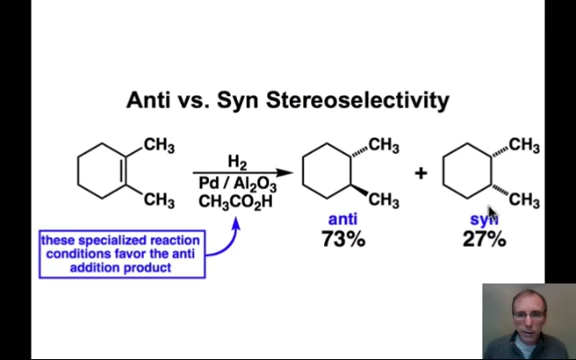 Anti vs. Syn Stereoselectivity
CH₃
CH₃
H₂
Pd / Al₂O₃
CH₃CO₂H
CH₃
CH₃
anti
73%
+
CH₃
CH₃
syn
27%
these specialized reaction
conditions favor the anti
addition product